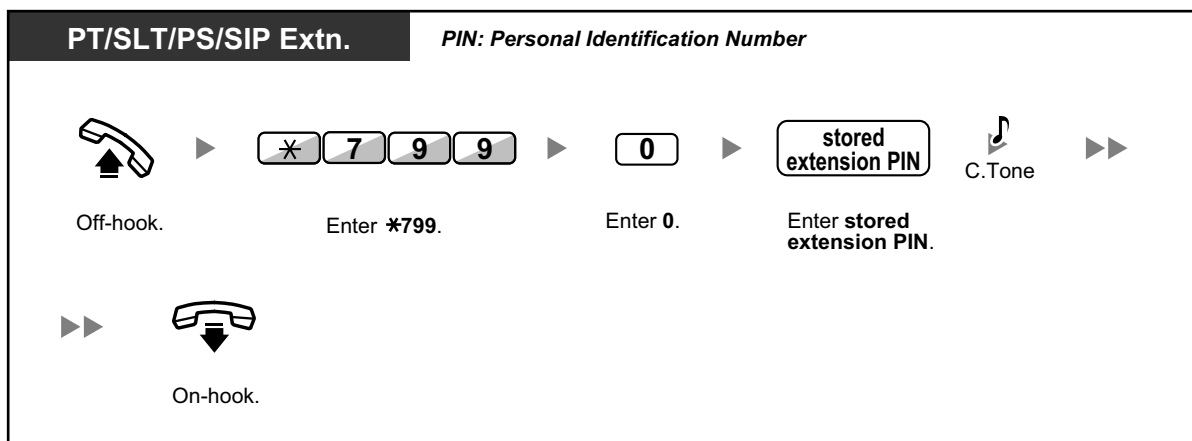 PT/SLT/PS/SIP Extn.
PIN: Personal Identification Number
* 7 9 9
0
stored
extension PIN
C.Tone
Off-hook.
Enter *799.
Enter 0.
Enter stored
extension PIN.
On-hook.